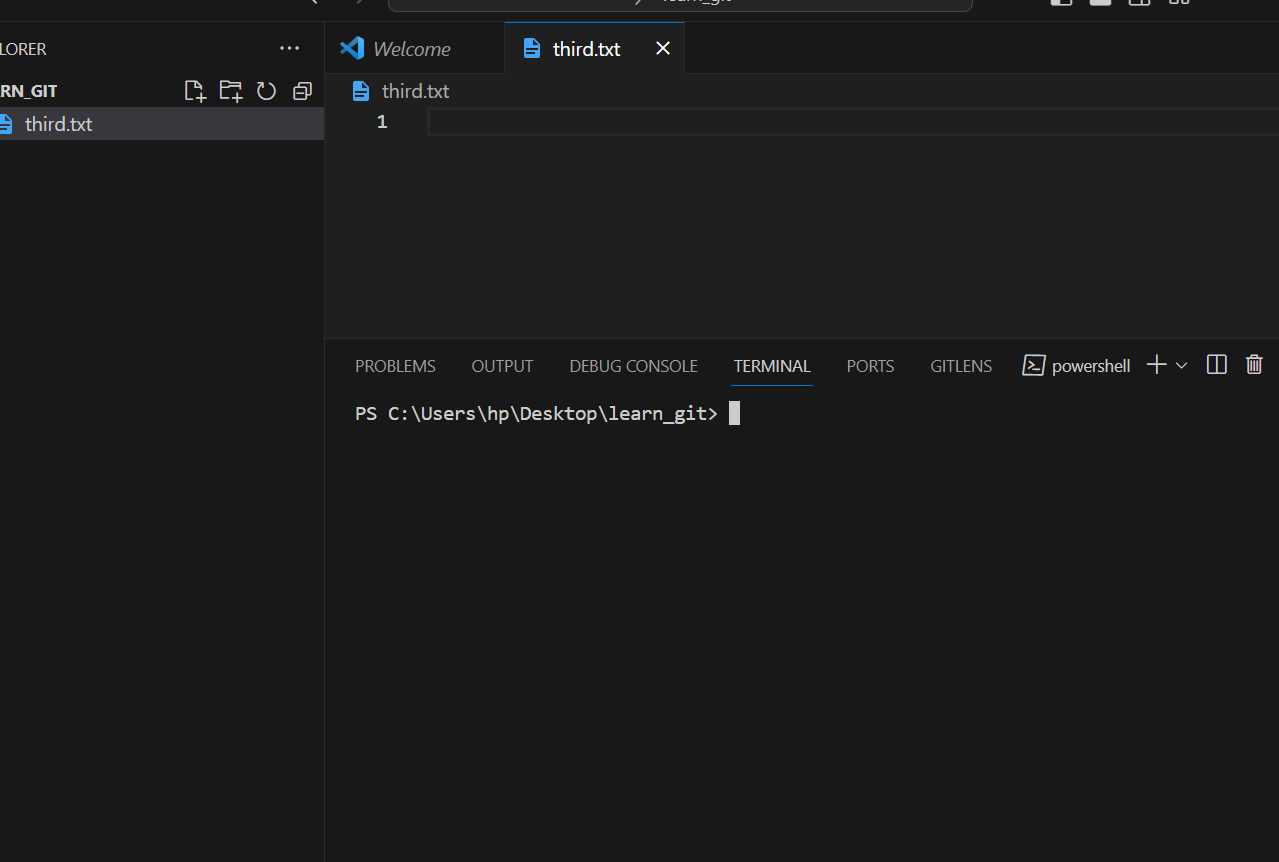 LORER
Welcome
third.txt
RN_GIT
third.txt
third.txt
1
PROBLEMS OUTPUT DEBUG CONSOLE TERMINAL PORTS GITLENS powershell
PS C:\Users\hp\Desktop\learn_git>